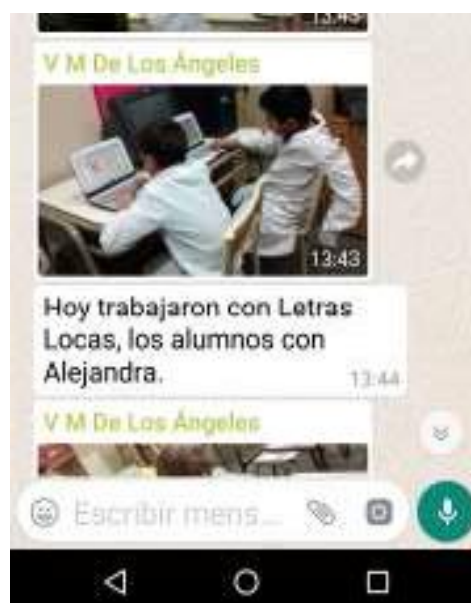 13:43
V M De Los Ángeles
13:43
Hoy trabajaron con Letras
Locas, los alumnos con
Alejandra.
13:44
V M De Los Ángeles
Escribir mens...